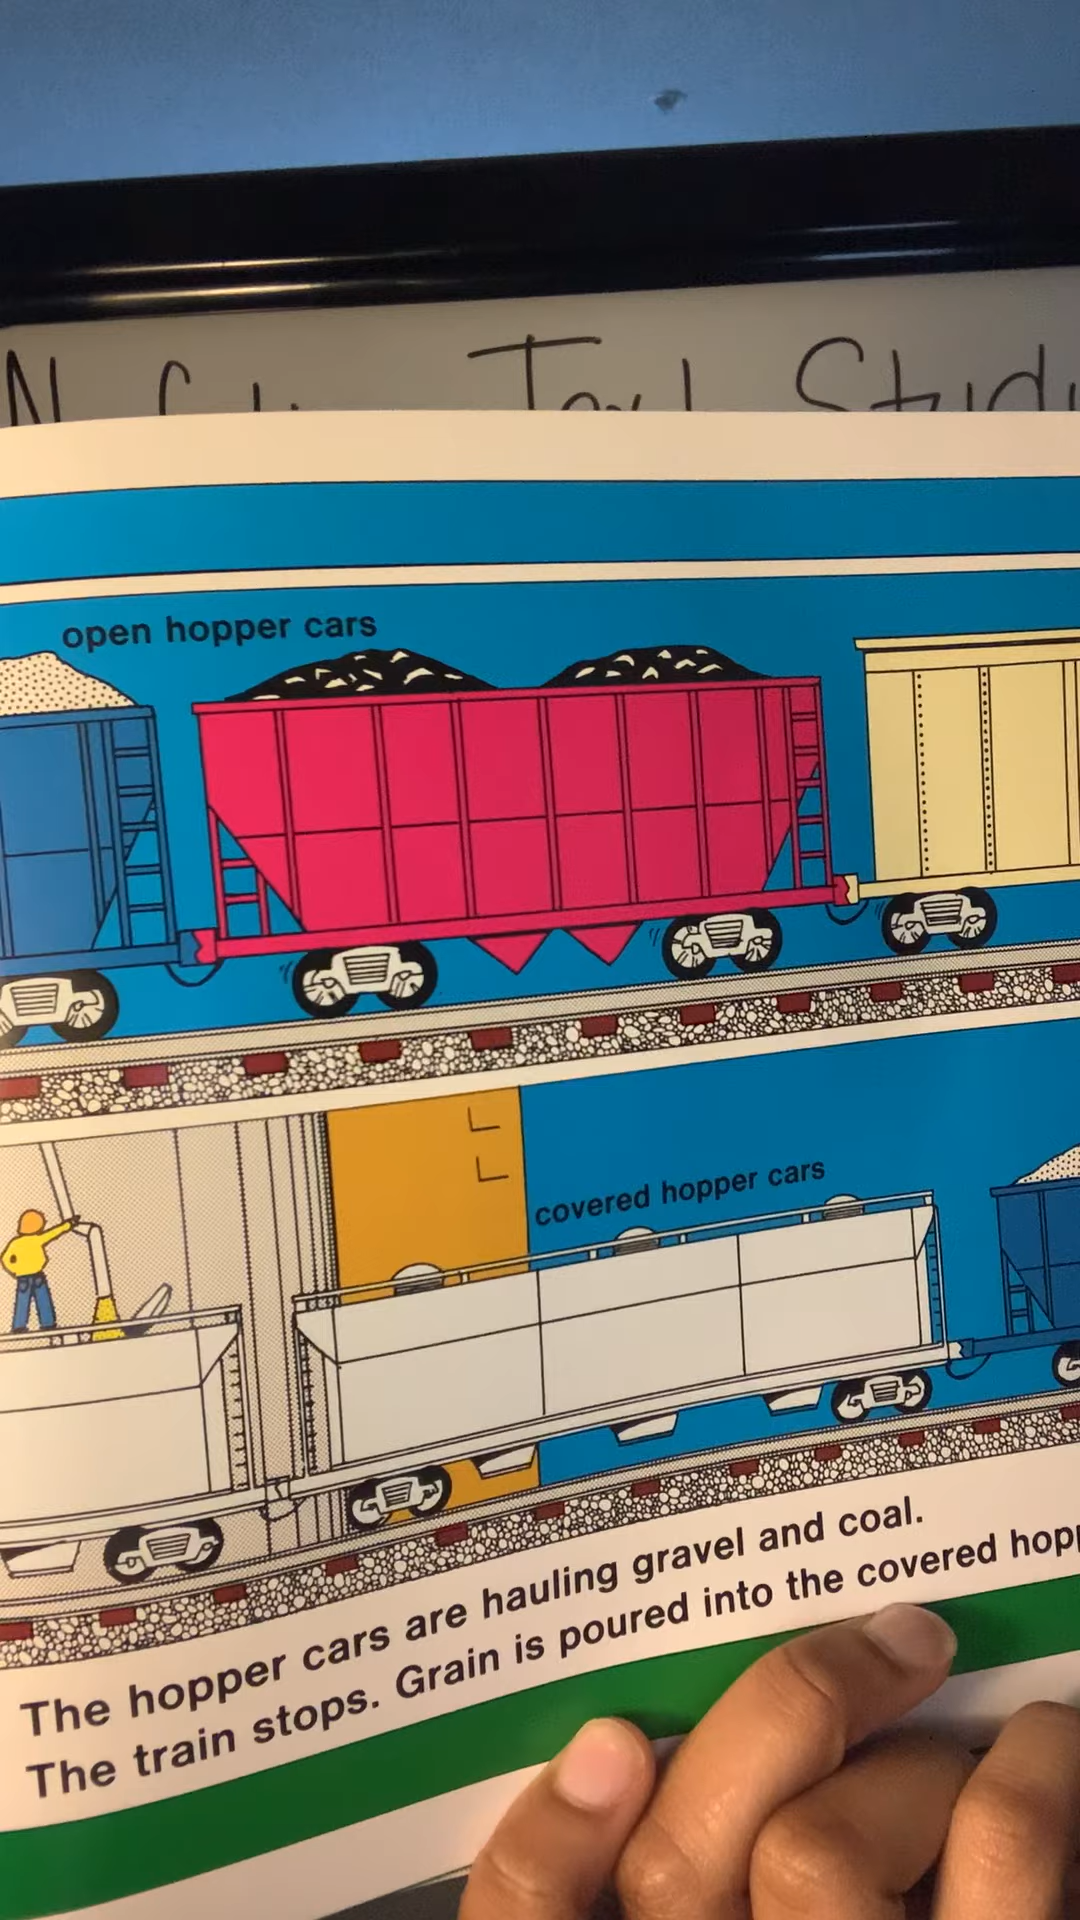 Study
open hopper cars
covered hopper cars
The hopper cars are hauling gravel and coal.
The train stops. Grain is poured into the covered